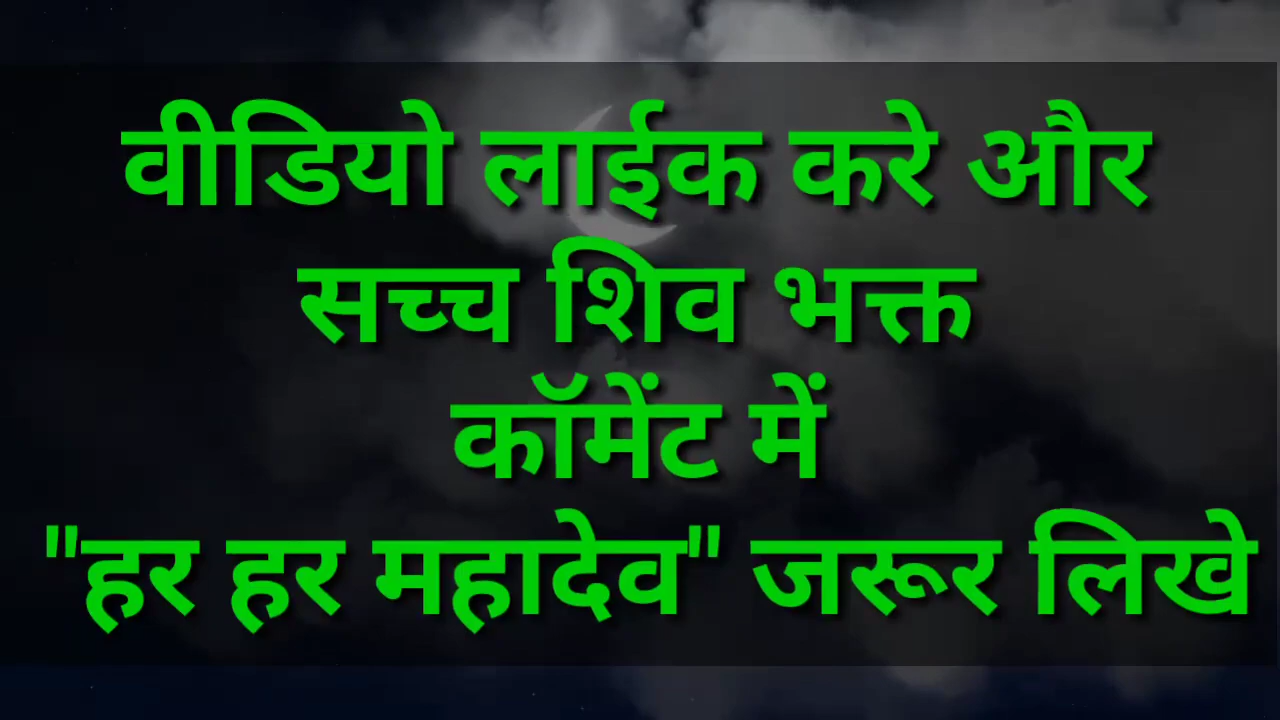 वीडियो लाईक करे और
सच्च शिव भक्त
कॉमेंट में
"हर हर महादेव" जरूर लिखे